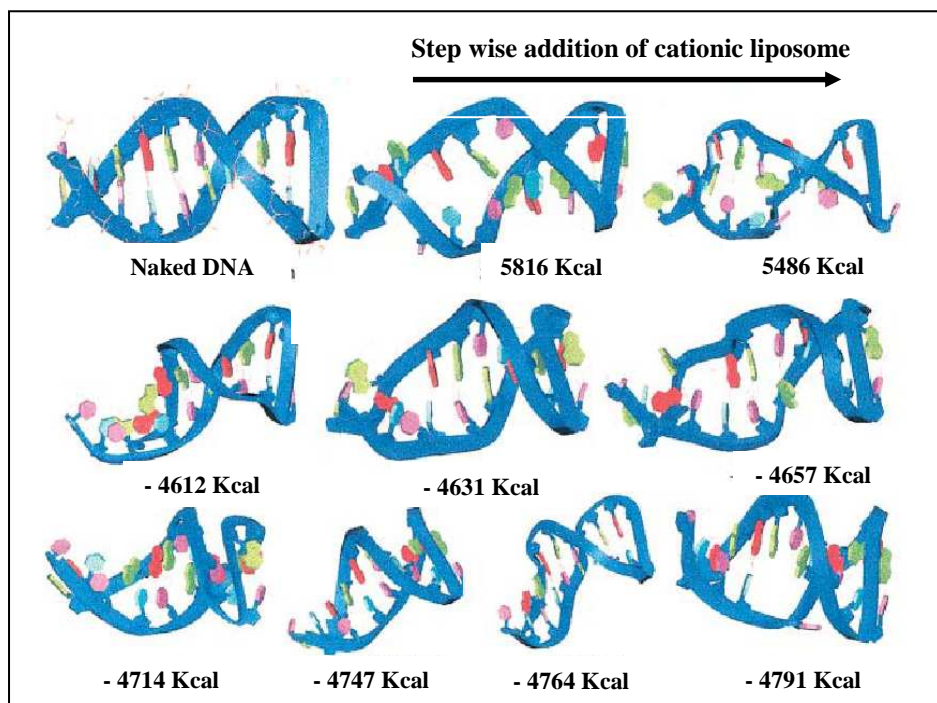 Step wise addition of cationic liposome
Naked DNA
5816 Kcal
5486 Kcal
- 4612 Kcal
- 4631 Kcal
- 4657 Kcal
- 4714 Kcal
- 4747 Kcal
- 4764 Kcal
- 4791 Kcal